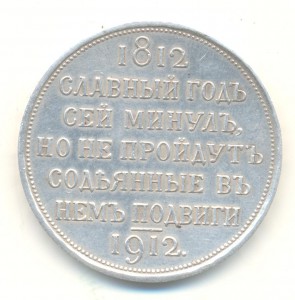 1812
СЛАВНЫЙ ГОДЪ
СЕЙ МИНУЛЪ,
НО НЕ ПРОЙДУТЪ
СОДѢЯННЫЕ ВЪ
НЕМЪ ПОДВИГИ
1912.